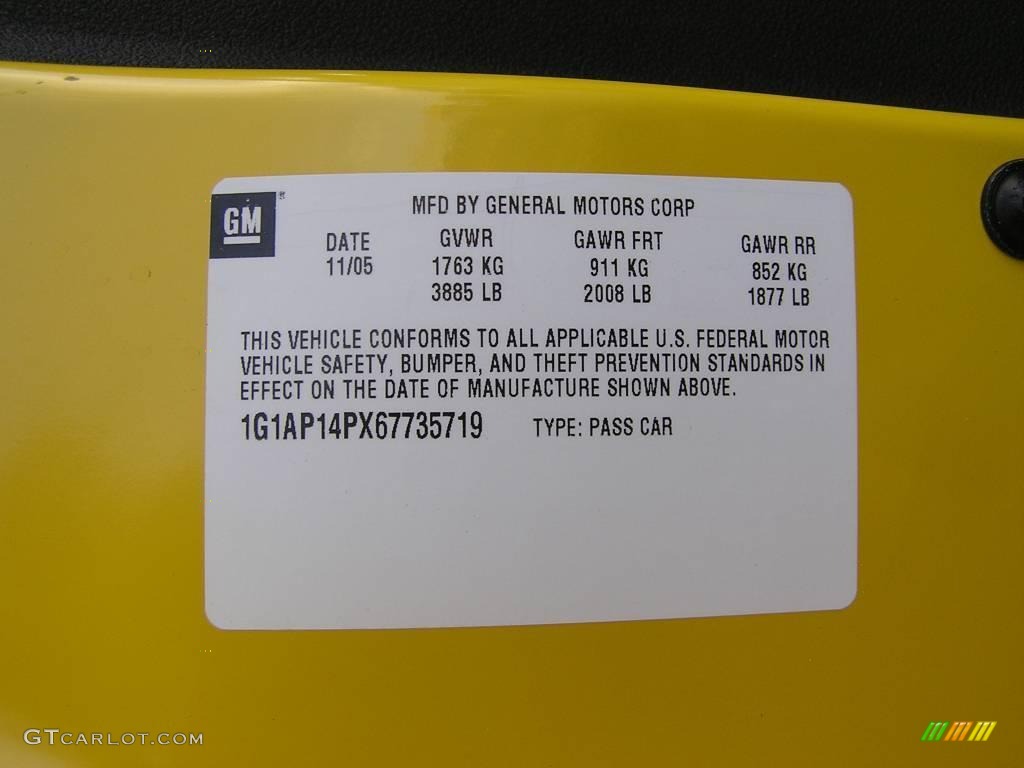 GM®
MFD BY GENERAL MOTORS CORP
DATE GVWR GAWR FRT GAWR RR
11/05 1763 KG 911 KG 852 KG
3885 LB 2008 LB 1877 LB
THIS VEHICLE CONFORMS TO ALL APPLICABLE U.S. FEDERAL MOTOR
VEHICLE SAFETY, BUMPER, AND THEFT PREVENTION STANDARDS IN
EFFECT ON THE DATE OF MANUFACTURE SHOWN ABOVE.
1G1AP14PX67735719 TYPE: PASS CAR
GTCARLOT.COM